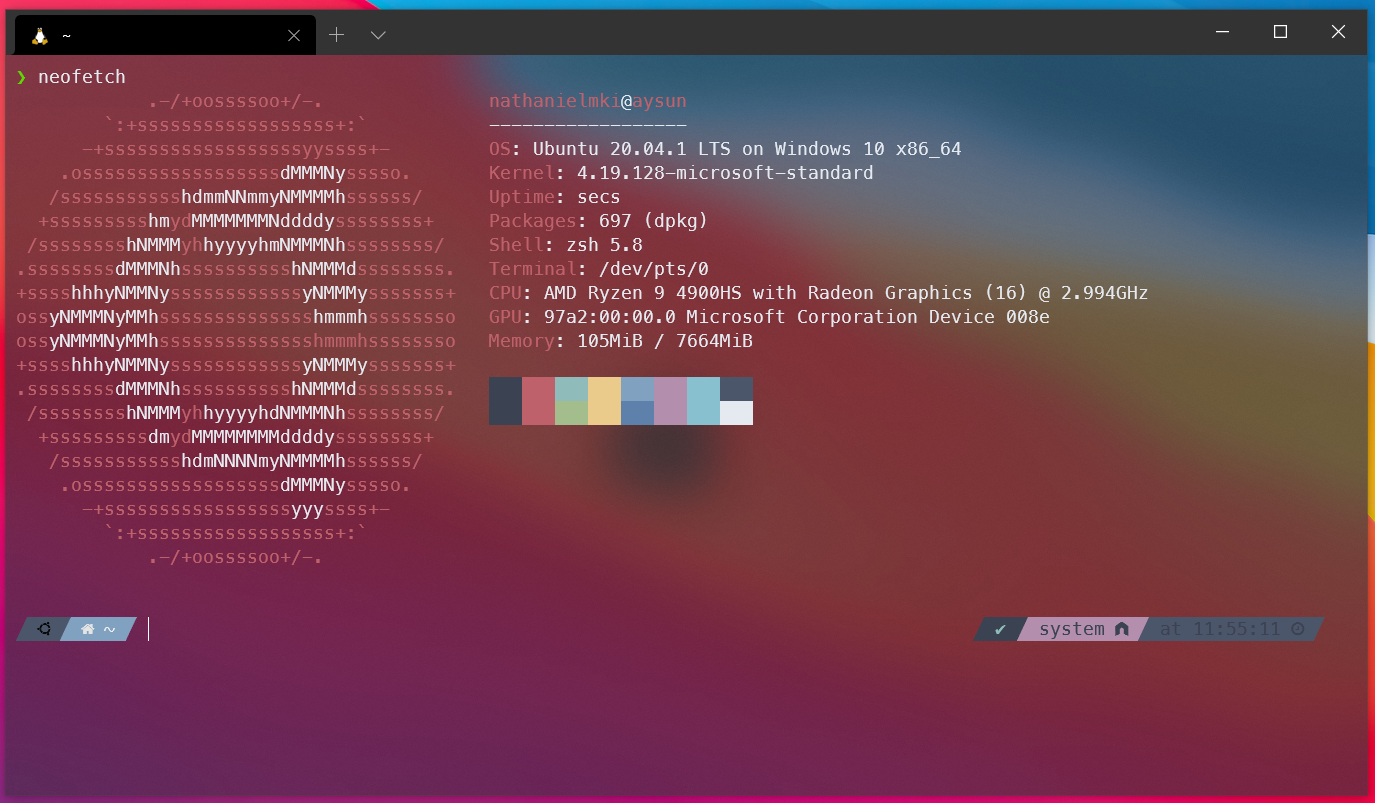 ~
❯ neofetch
.-/+oossssoo+/-.
`:+ssssssssssssssssss+:`
-+ssssssssssssssssssyyssss+-
.ossssssssssssssssssdMMMNysssso.
/ssssssssssshdmmNNmmyNMMMMhssssss/
+ssssssssshmydMMMMMMMNddddyssssssss+
/sssssssshNMMMyhhyyyyhmNMMMNhssssssss/
.ssssssssdMMMNhsssssssssshNMMMdssssssss.
+sssshhhyNMMNyssssssssssssyNMMMysssssss+
ossyNMMMNyMMhsssssssssssssshmmmhssssssso
ossyNMMMNyMMhsssssssssssssshmmmhssssssso
+sssshhhyNMMNyssssssssssssyNMMMysssssss+
.ssssssssdMMMNhsssssssssshNMMMdssssssss.
/sssssssshNMMMyhhyyyyhdNMMMNhssssssss/
+sssssssssdmydMMMMMMMMddddyssssssss+
/ssssssssssshdmNNNNmyNMMMMhssssss/
.ossssssssssssssssssdMMMNysssso.
-+sssssssssssssssssyyyssss+-
`:+ssssssssssssssssss+:`
.-/+oossssoo+/-.
nathanielmki@aysun
------------------
OS: Ubuntu 20.04.1 LTS on Windows 10 x86_64
Kernel: 4.19.128-microsoft-standard
Uptime: secs
Packages: 697 (dpkg)
Shell: zsh 5.8
Terminal: /dev/pts/0
CPU: AMD Ryzen 9 4900HS with Radeon Graphics (16) @ 2.994GHz
GPU: 97a2:00:00.0 Microsoft Corporation Device 008e
Memory: 105MiB / 7664MiB
~
✔ system at 11:55:11